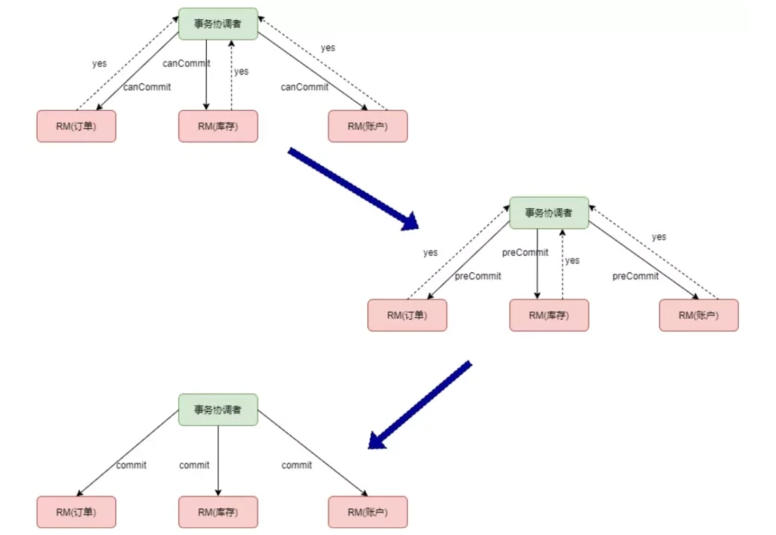 事务协调者
yes
canCommit
yes
yes
canCommit
canCommit
RM(订单)
RM(库存)
RM(账户)
事务协调者
yes
preCommit
yes
yes
preCommit
preCommit
RM(订单)
RM(库存)
RM(账户)
事务协调者
commit
commit
commit
RM(订单)
RM(库存)
RM(账户)